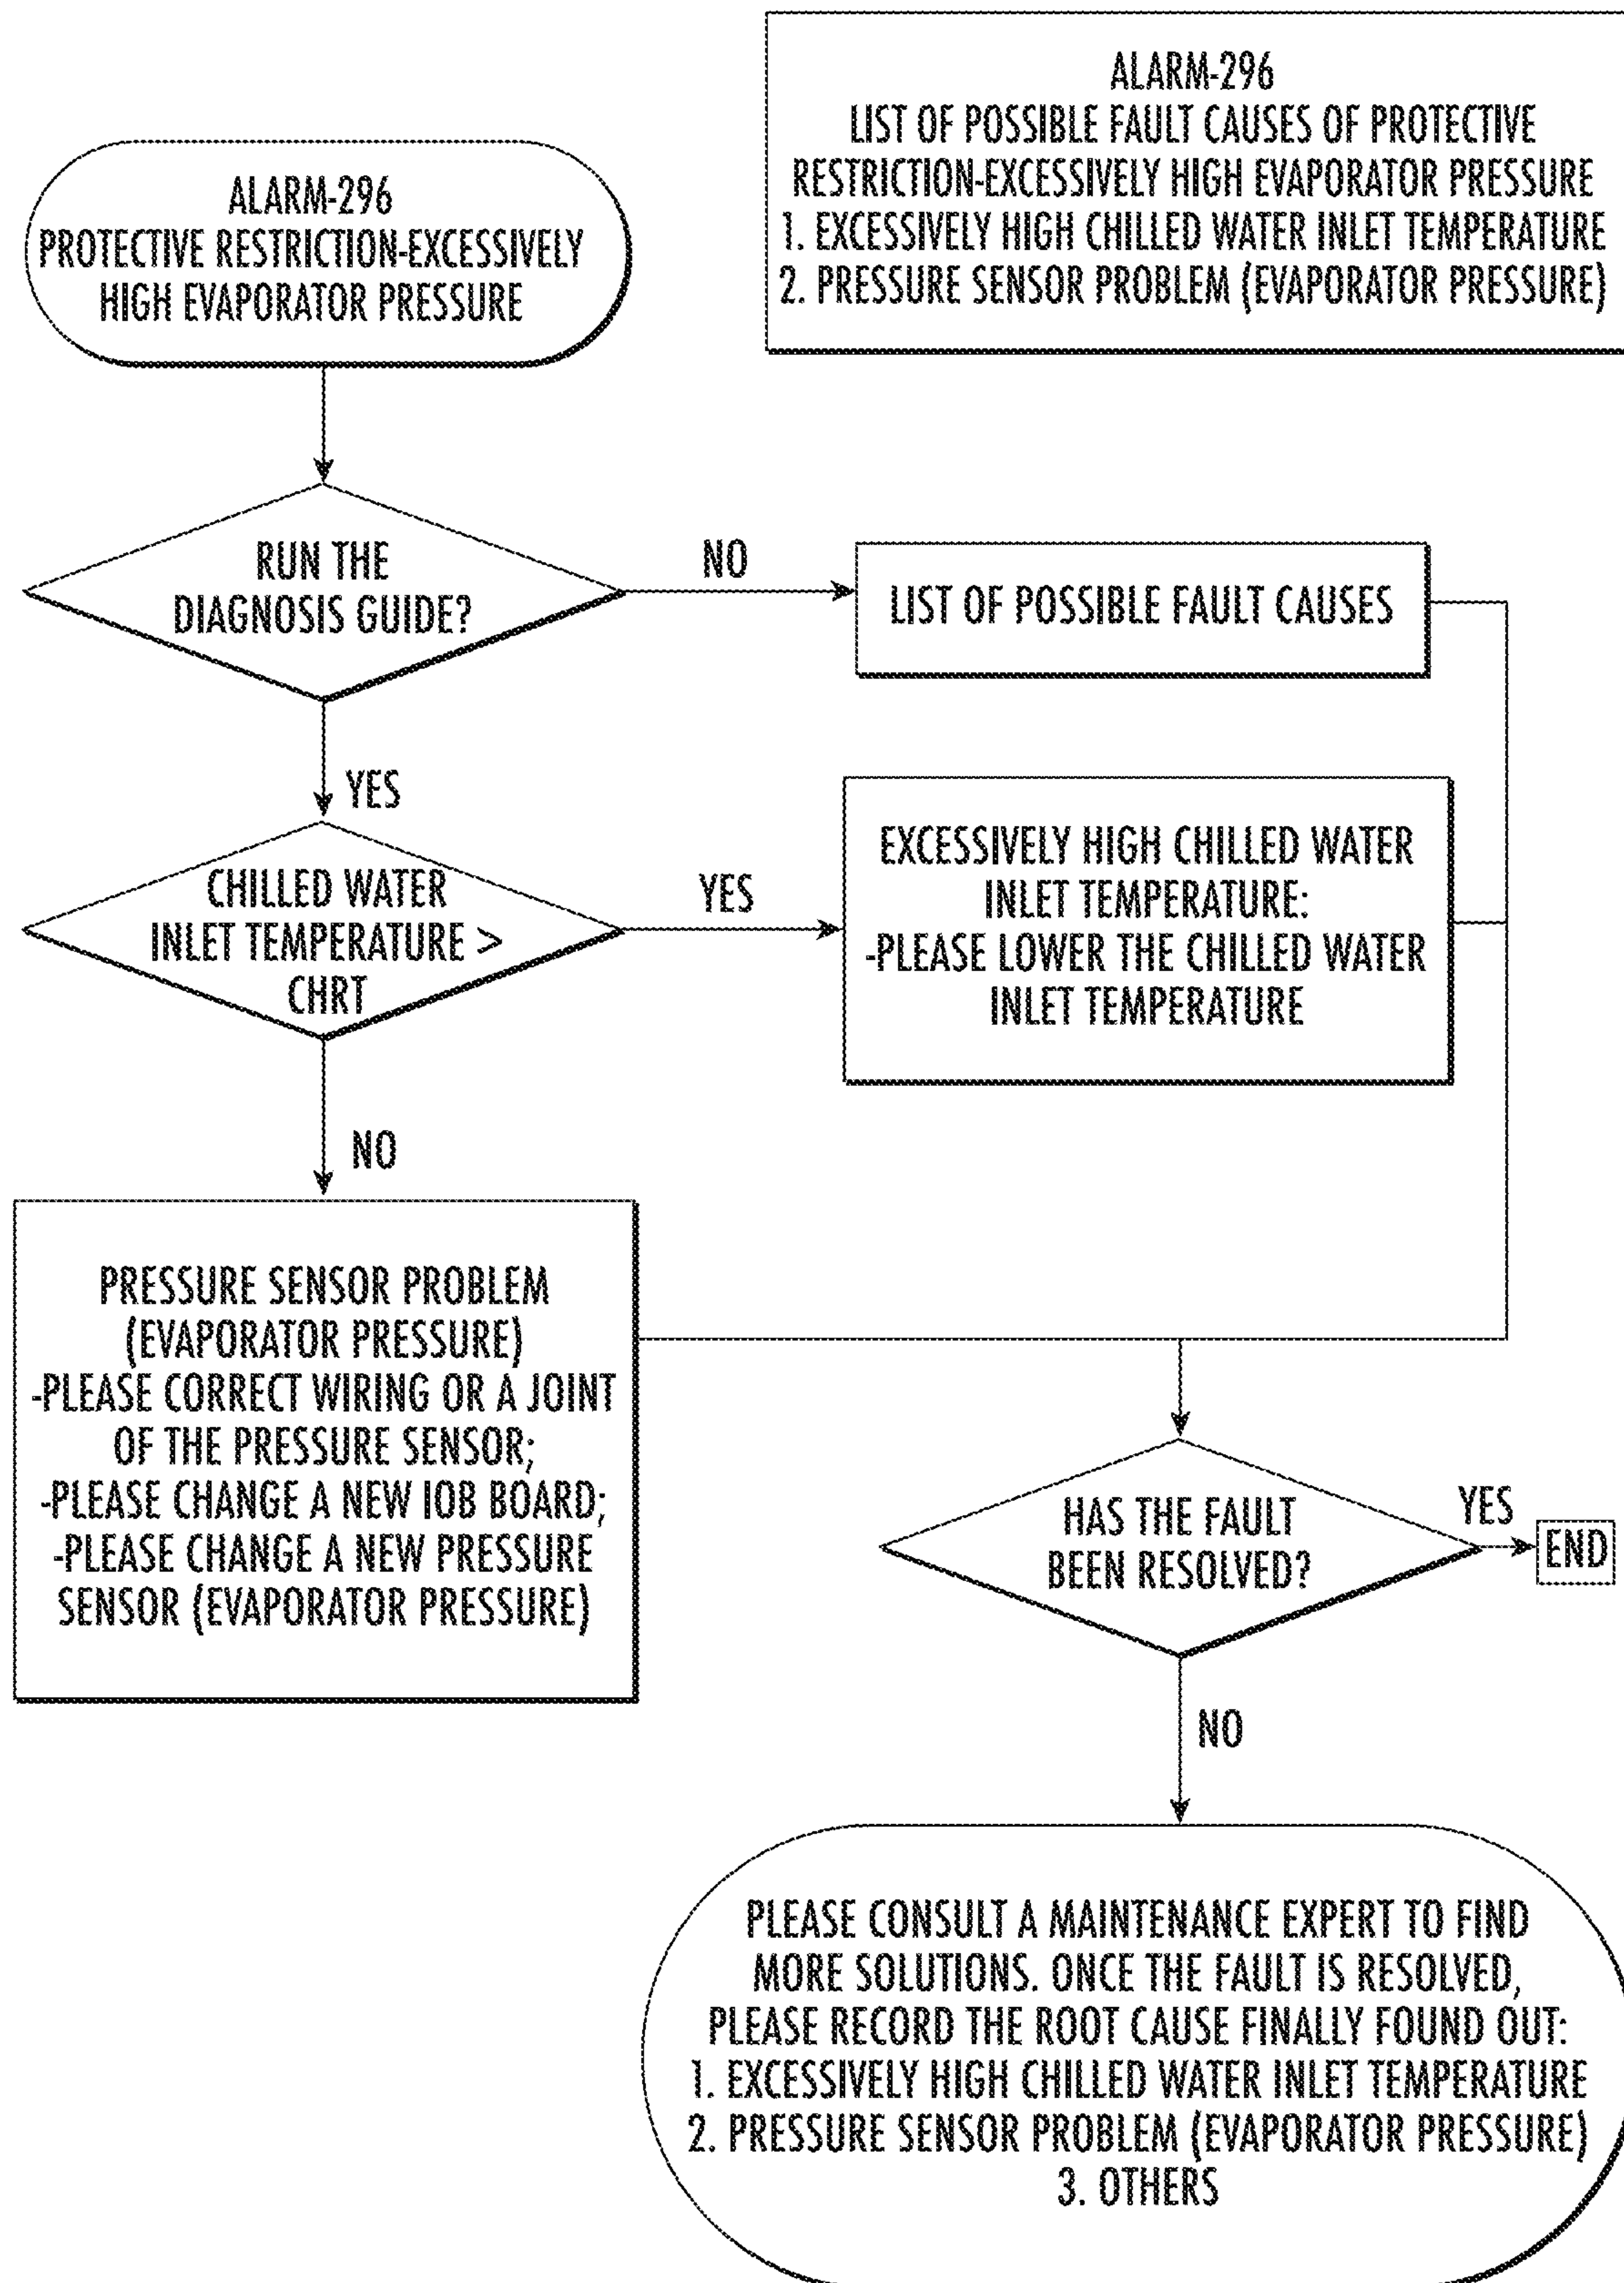 ALARM-296
PROTECTIVE RESTRICTION-EXCESSIVELY
HIGH EVAPORATOR PRESSURE
ALARM-296
LIST OF POSSIBLE FAULT CAUSES OF PROTECTIVE
RESTRICTION-EXCESSIVELY HIGH EVAPORATOR PRESSURE
1. EXCESSIVELY HIGH CHILLED WATER INLET TEMPERATURE
2. PRESSURE SENSOR PROBLEM (EVAPORATOR PRESSURE)
RUN THE
DIAGNOSIS GUIDE?
NO
LIST OF POSSIBLE FAULT CAUSES
YES
CHILLED WATER
INLET TEMPERATURE >
CHRT
YES
EXCESSIVELY HIGH CHILLED WATER
INLET TEMPERATURE:
-PLEASE LOWER THE CHILLED WATER
INLET TEMPERATURE
NO
PRESSURE SENSOR PROBLEM
(EVAPORATOR PRESSURE)
-PLEASE CORRECT WIRING OR A JOINT
OF THE PRESSURE SENSOR;
-PLEASE CHANGE A NEW IOB BOARD;
-PLEASE CHANGE A NEW PRESSURE
SENSOR (EVAPORATOR PRESSURE)
HAS THE FAULT
BEEN RESOLVED?
YES
END
NO
PLEASE CONSULT A MAINTENANCE EXPERT TO FIND
MORE SOLUTIONS. ONCE THE FAULT IS RESOLVED,
PLEASE RECORD THE ROOT CAUSE FINALLY FOUND OUT:
1. EXCESSIVELY HIGH CHILLED WATER INLET TEMPERATURE
2. PRESSURE SENSOR PROBLEM (EVAPORATOR PRESSURE)
3. OTHERS